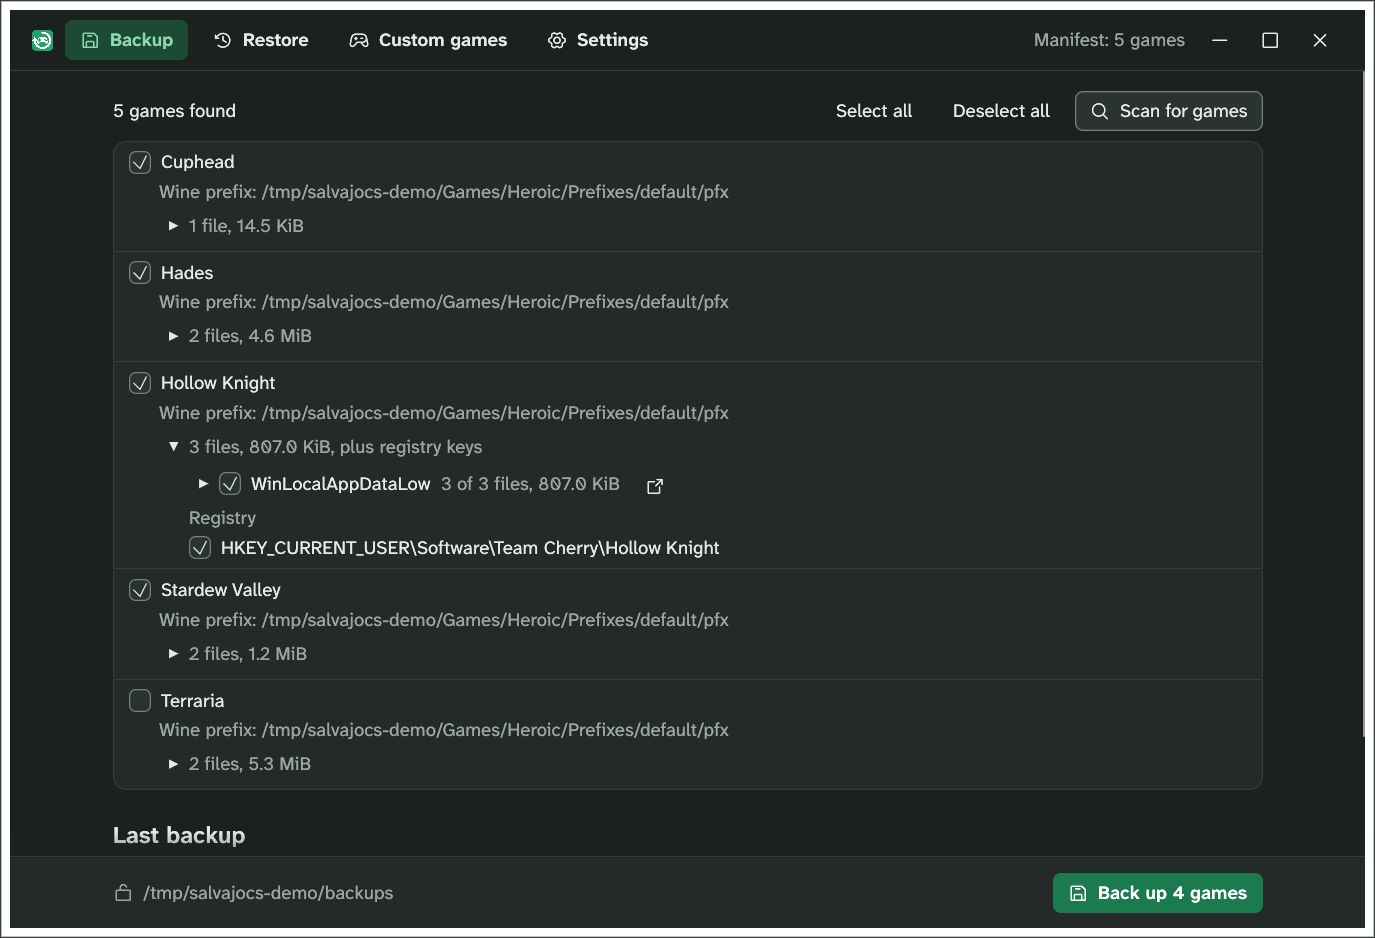 Backup
Restore
Custom games
Settings
Manifest: 5 games
5 games found
Select all
Deselect all
Scan for games
Cuphead
Wine prefix: /tmp/salvajocs-demo/Games/Heroic/Prefixes/default/pfx
1 file, 14.5 KiB
Hades
Wine prefix: /tmp/salvajocs-demo/Games/Heroic/Prefixes/default/pfx
2 files, 4.6 MiB
Hollow Knight
Wine prefix: /tmp/salvajocs-demo/Games/Heroic/Prefixes/default/pfx
3 files, 807.0 KiB, plus registry keys
WinLocalAppDataLow 3 of 3 files, 807.0 KiB
Registry
HKEY_CURRENT_USER\Software\Team Cherry\Hollow Knight
Stardew Valley
Wine prefix: /tmp/salvajocs-demo/Games/Heroic/Prefixes/default/pfx
2 files, 1.2 MiB
Terraria
Wine prefix: /tmp/salvajocs-demo/Games/Heroic/Prefixes/default/pfx
2 files, 5.3 MiB
Last backup
/tmp/salvajocs-demo/backups
Back up 4 games